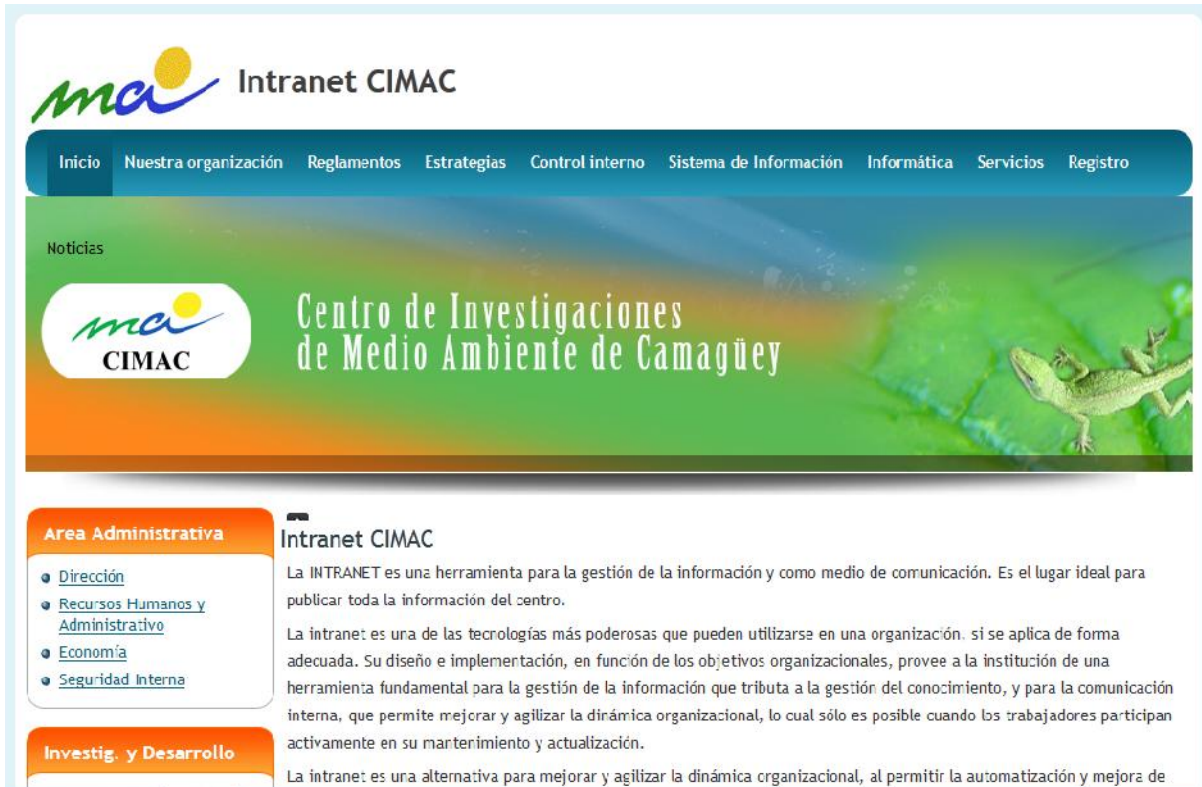 ma Intranet CIMAC
Inicio Nuestra organización Reglamentos Estrategias Control interno Sistema de Información Informática Servicios Registro
Noticias
ma
CIMAC
Centro de Investigaciones
de Medio Ambiente de Camagüey
Area Administrativa
Dirección
Recursos Humanos y
Administrativo
Economía
Seguridad Interna
Investig. y Desarrollo
Intranet CIMAC
La INTRANET es una herramienta para la gestión de la información y como medio de comunicación. Es el lugar ideal para
publicar toda la información del centro.
La intranet es una de las tecnologías más poderosas que pueden utilizarse en una organización, si se aplica de forma
adecuada. Su diseño e implementación, en función de los objetivos organizacionales, provee a la institución de una
herramienta fundamental para la gestión de la información que tributa a la gestión del conocimiento, y para la comunicación
interna, que permite mejorar y agilizar la dinámica organizacional, lo cual sólo es posible cuando los trabajadores participan
activamente en su mantenimiento y actualización.
La intranet es una alternativa para mejorar y agilizar la dinámica organizacional, al permitir la automatización y mejora de